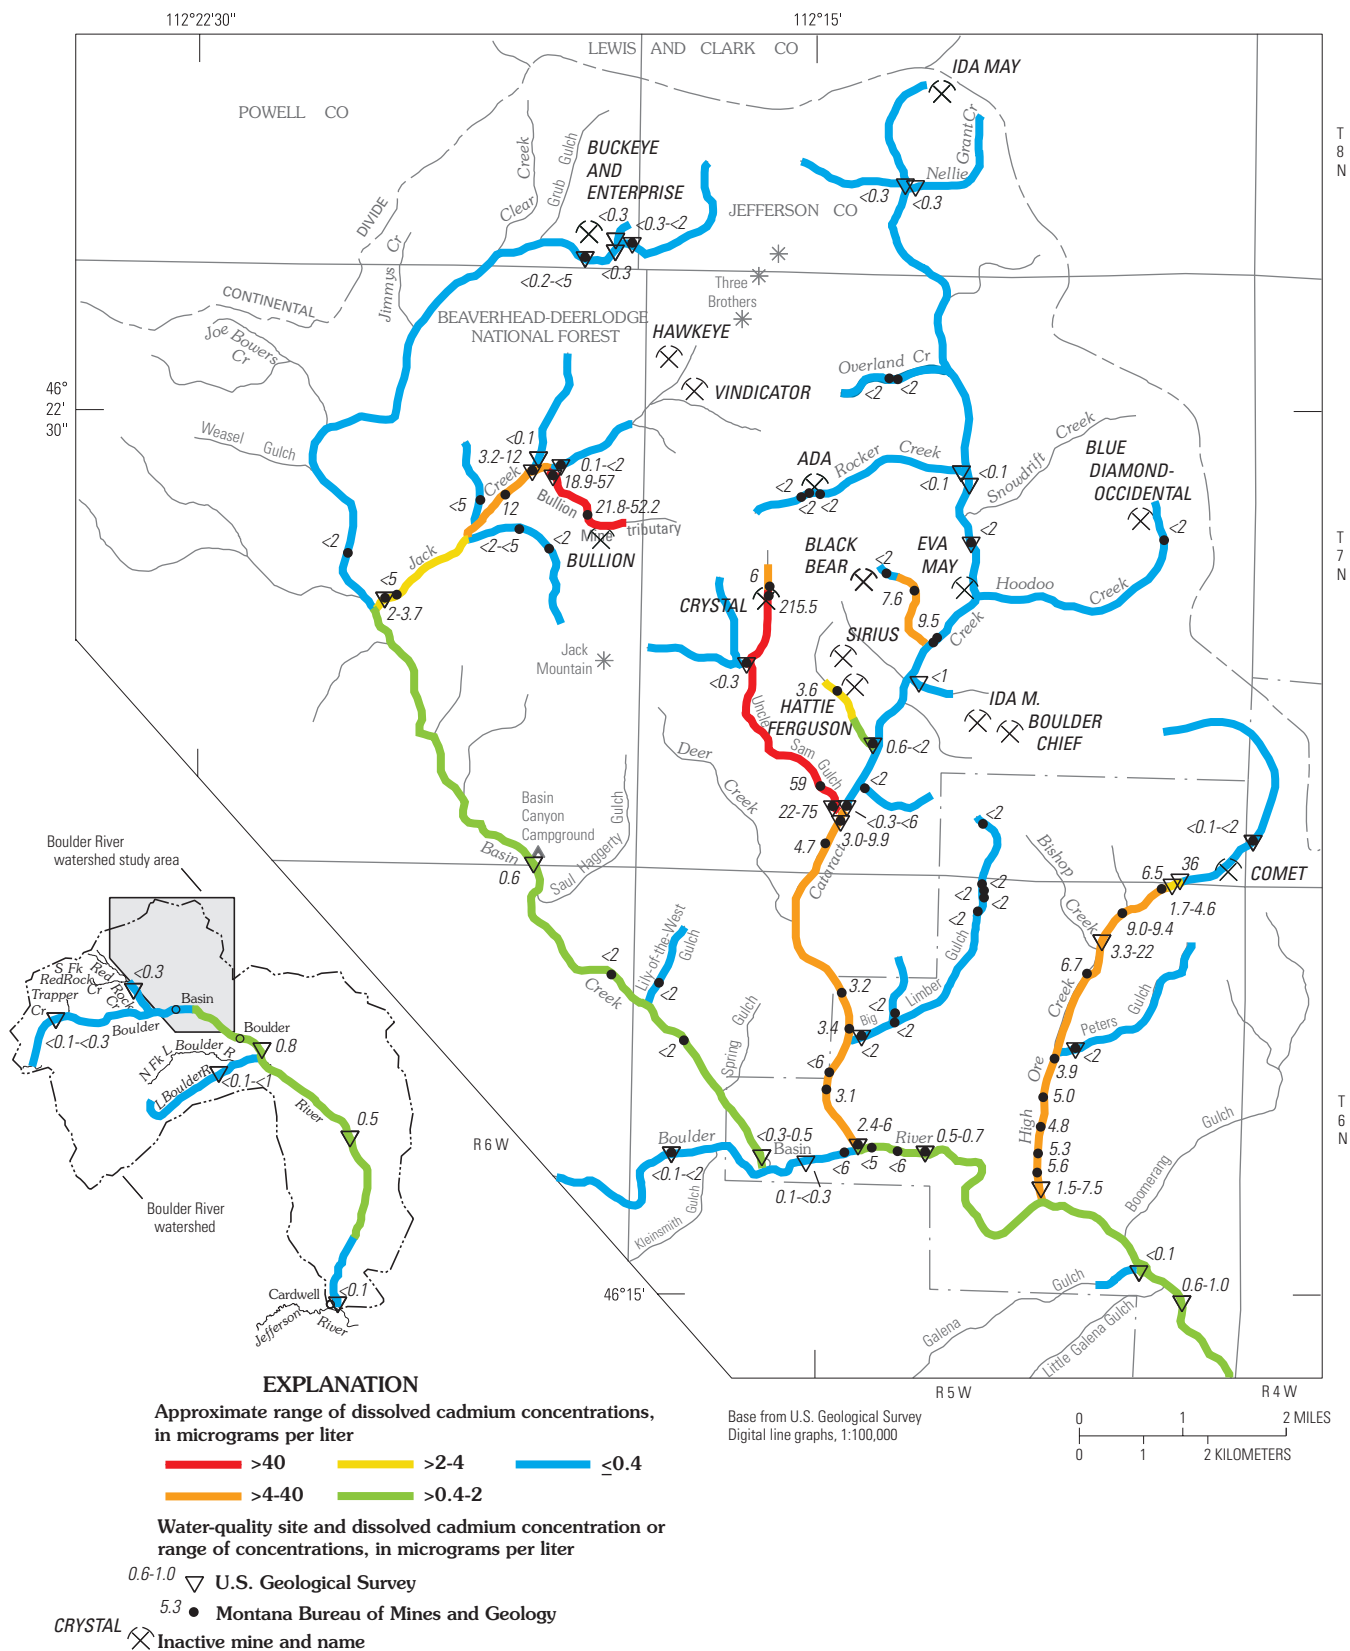 112°22'30"
112°15'
LEWIS AND CLARK CO
IDA MAY
POWELL CO
T
8
N
Grant Cr
Creek
Gulch
BUCKEYE
AND
ENTERPRISE
Nellie
Clear
Grub
<0.3
<0.3
<0.3
<0.3-<2
JEFFERSON CO
DIVIDE
Jimmys Cr
<0.3
<0.2-<5
Three
Brothers
CONTINENTAL
BEAVERHEAD-DEERLODGE
NATIONAL FOREST
HAWKEYE
Joe Bowers
Cr
Overland Cr
46°
22'
30"
VINDICATOR
<2
<2
Weasel Gulch
<0.1
3.2-12
0.1-<2
18.9-57
Creek
ADA
Rocker Creek
<0.1
<0.1
Snowdrift Creek
BLUE
DIAMOND-
OCCIDENTAL
<2
<2
<2
<5
12
Bullion
21.8-52.2
Mine tributary
BULLION
<2-<5
<2
<2
Jack
<2
<2
T
7
N
BLACK
BEAR
EVA
MAY
<2
Hoodoo Creek
<5
2-3.7
6
CRYSTAL
215.5
7.6
9.5
Creek
SIRIUS
Jack
Mountain
<0.3
<1
3.6
IDA M.
HATTIE
FERGUSON
BOULDER
CHIEF
Uncle
Sam
Gulch
0.6-<2
Deer
Creek
59
<2
22-75
<0.3-<6
3.0-9.9
<2
4.7
Cataract
Basin
Canyon
Campground
Basin
0.6
Saul Haggerty Gulch
Bishop
Creek
<0.1-<2
COMET
36
6.5
1.7-4.6
9.0-9.4
3.3-22
<2
<2
<2
<2
Boulder River
watershed study area
Lily-of-the-West
Gulch
<2
Creek
<2
<2
Spring Gulch
6.7
Creek
Peters Gulch
<2
3.2
3.4
Big Limber Gulch
<2
<2
<2
<6
3.1
3.9
Ore
5.0
High
4.8
5.3
5.6
1.5-7.5
S Fk
RedRock
Cr
Red Rock
Cr
<0.3
Trapper
Cr
Basin
Boulder
<0.1-<0.3
Boulder
0.8
N Fk L Boulder R
L BoulderR
<0.1-<1
River
0.5
Boulder River
watershed
Cardwell
<0.1
Jefferson River
R 6 W
T
6
N
Boulder
<0.1-<2
<0.3-0.5
Basin
0.1-<0.3
<6
2.4-6
<5
River
<6
0.5-0.7
Kleinsmith Gulch
Boomerang Gulch
<0.1
0.6-1.0
Galena Gulch
Little Galena Gulch
46°15'
R 5 W
R 4 W
EXPLANATION
Approximate range of dissolved cadmium concentrations,
in micrograms per liter
>40
>2-4
≤0.4
>4-40
>0.4-2
Water-quality site and dissolved cadmium concentration or
range of concentrations, in micrograms per liter
0.6-1.0 U.S. Geological Survey
5.3 Montana Bureau of Mines and Geology
CRYSTAL Inactive mine and name
Base from U.S. Geological Survey
Digital line graphs, 1:100,000
0 1 2 MILES
0 1 2 KILOMETERS